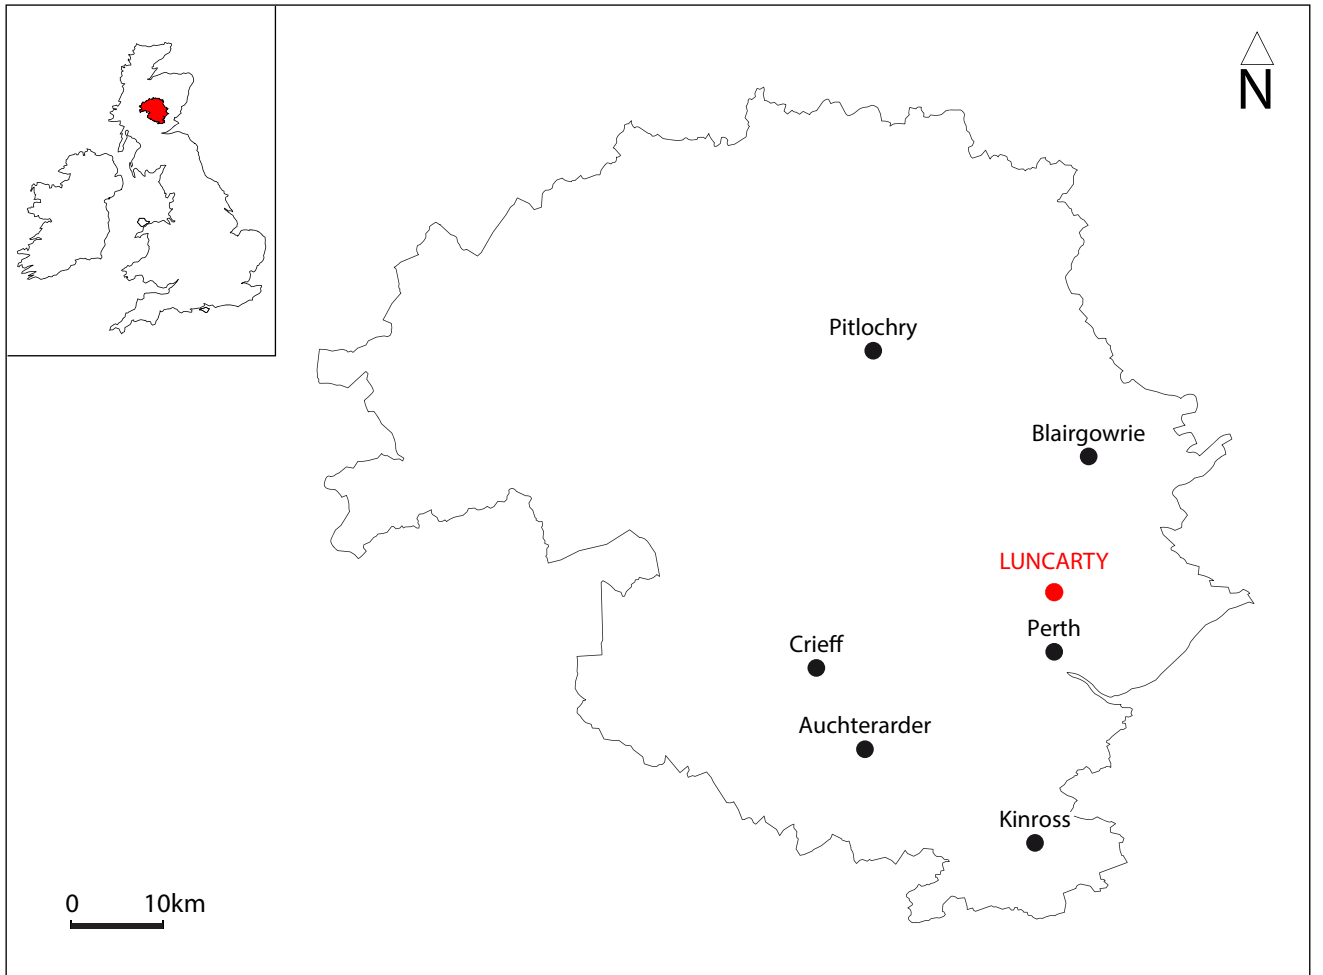 N
Pitlochry
Blairgowrie
LUNCARTY
Perth
Crieff
Auchterarder
Kinross
0 10km